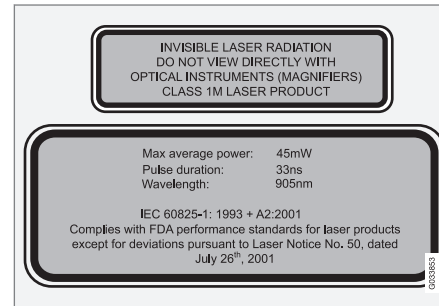 INVISIBLE LASER RADIATION
DO NOT VIEW DIRECTLY WITH
OPTICAL INSTRUMENTS (MAGNIFIERS)
CLASS 1M LASER PRODUCT
Max average power: 45mW
Pulse duration: 33ns
Wavelength: 905nm
IEC 60825-1: 1993 + A2:2001
Complies with FDA performance standards for laser products
except for deviations pursuant to Laser Notice No. 50, dated
July 26th, 2001
G033853